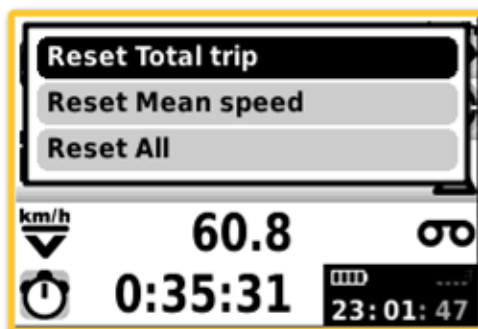 Reset Total trip
Reset Mean speed
Reset All
km/h
60.8
0:35:31
23:01:47